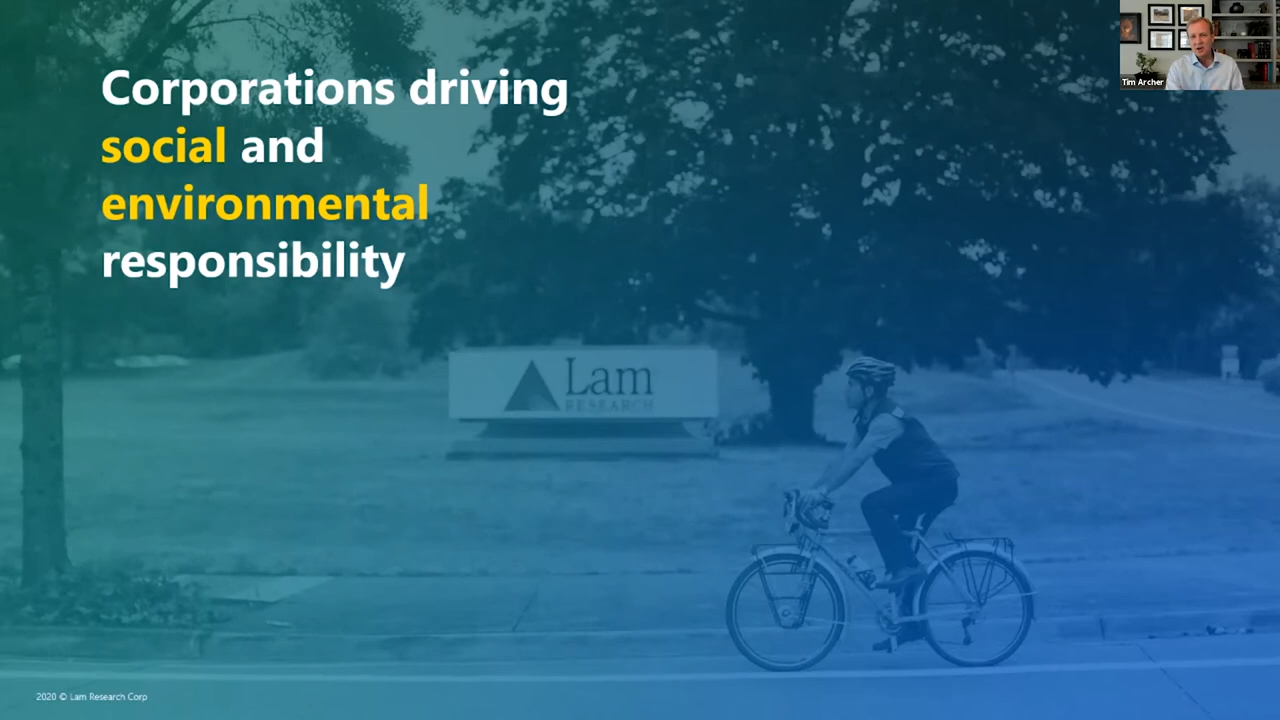 Corporations driving
social and
environmental
responsibility
Tim Archer
Lam
RESEARCH
2020 © Lam Research Corp